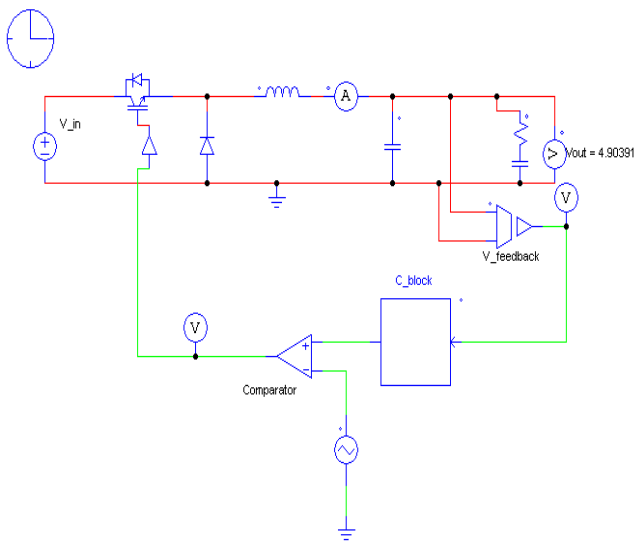 V_in
A
V
Vout = 4.90391
V
V_feedback
C_block
V
Comparator